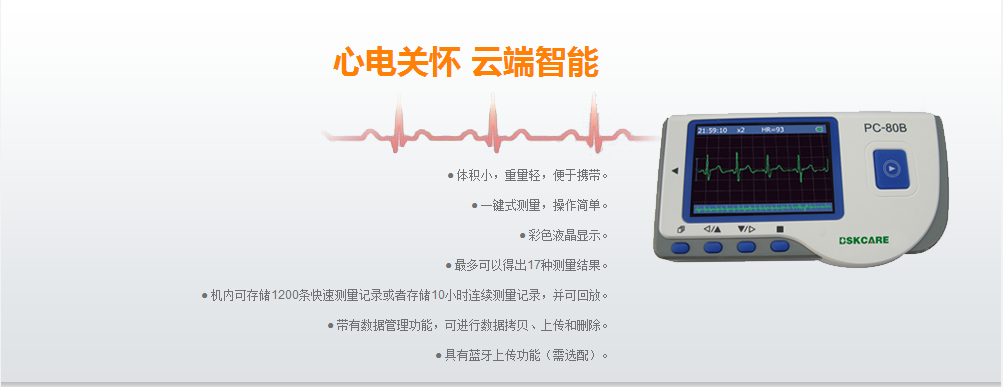 心电关怀 云端智能
● 体积小，重量轻，便于携带。
● 一键式测量，操作简单。
● 彩色液晶显示。
● 最多可以得出17种测量结果。
● 机内可存储1200条快速测量记录或者存储10小时连续测量记录，并可回放。
● 带有数据管理功能，可进行数据拷贝、上传和删除。
● 具有蓝牙上传功能（需选配）。
21:59:10 x2 HR=93
PC-80B
DSKCARE